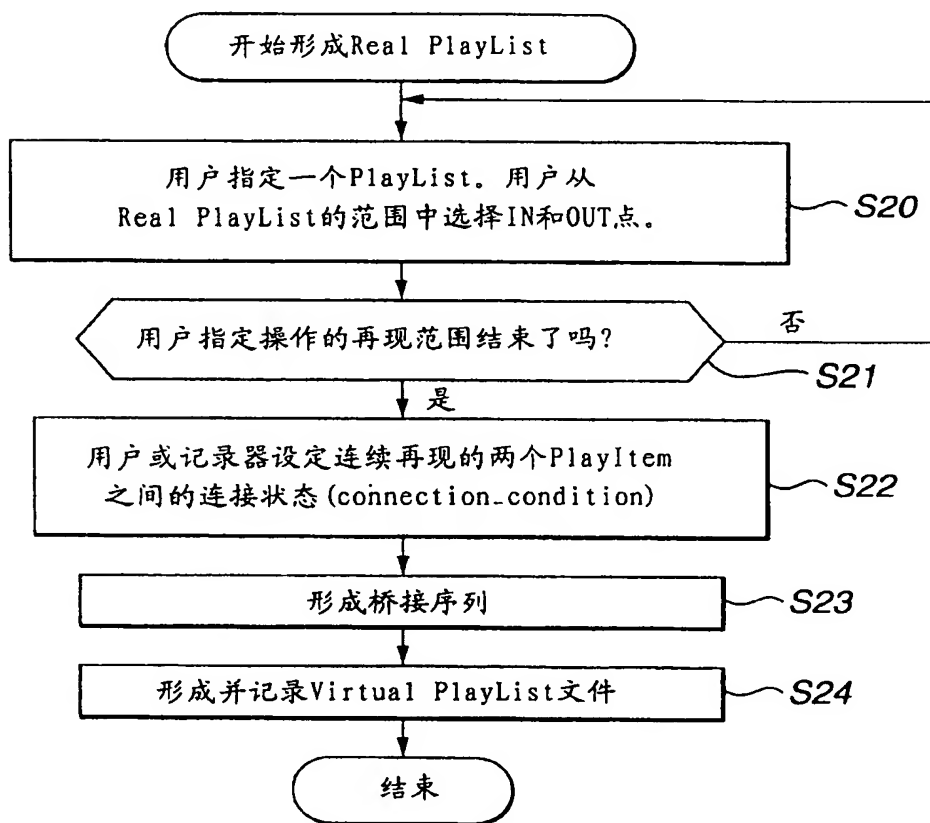 开始形成Real PlayList
用户指定一个PlayList。用户从
Real PlayList的范围中选择IN和OUT点。
S20
用户指定操作的再现范围结束了吗?
否
S21
是
用户或记录器设定连续再现的两个PlayItem
之间的连接状态(connection_condition)
S22
形成桥接序列
S23
形成并记录Virtual PlayList文件
S24
结束